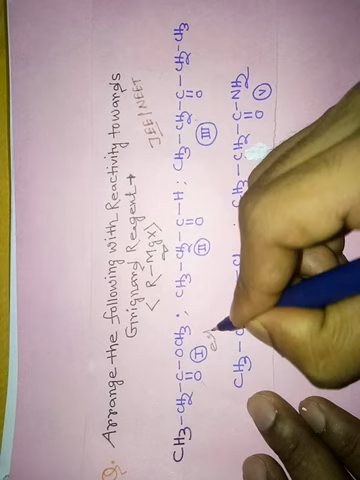 Q. Arrange the following with Reactivity towards
Grignard Reagent →
< R-MgX >
JEE/NEET
CH3-CH2-C-OCH3 ; CH3-CH2-C-H ; CH3-CH2-C-CH2-CH3
O O O
I II III
CH3-C CH3-CH2-C-NH2
O
V